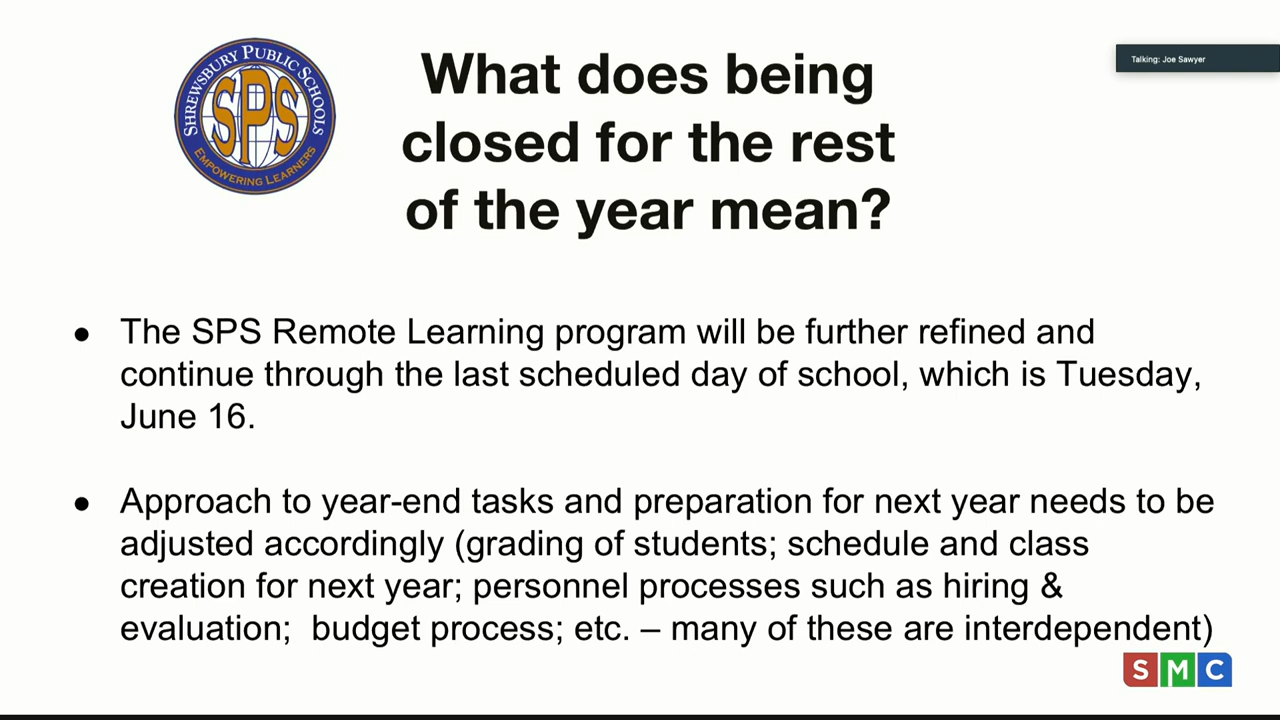 SHREWSBURY PUBLIC SCHOOLS
SPS
EMPOWERING LEARNERS
What does being
closed for the rest
of the year mean?
Talking: Joe Sawyer
● The SPS Remote Learning program will be further refined and
continue through the last scheduled day of school, which is Tuesday,
June 16.
● Approach to year-end tasks and preparation for next year needs to be
adjusted accordingly (grading of students; schedule and class
creation for next year; personnel processes such as hiring &
evaluation;  budget process; etc. – many of these are interdependent)
SMC